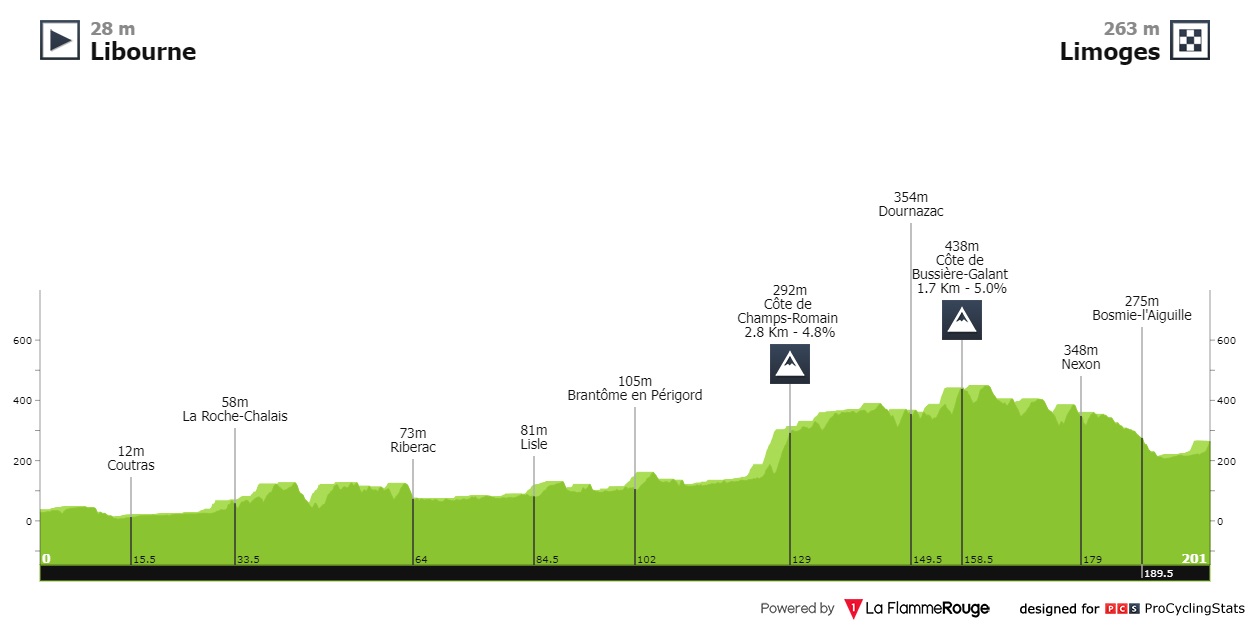 28 m
Libourne
263 m
Limoges
354m
Dournazac
438m
Côte de
Bussière-Galant
1.7 Km - 5.0%
292m
Côte de
Champs-Romain
2.8 Km - 4.8%
275m
Bosmie-l'Aiguille
348m
Nexon
105m
Brantôme en Périgord
58m
La Roche-Chalais
73m
Riberac
81m
Lisle
12m
Coutras
600
400
200
0
600
400
200
0
0
15.5
33.5
64
84.5
102
129
149.5
158.5
179
201
189.5
Powered by 1 La FlammeRouge designed for PCS ProCyclingStats